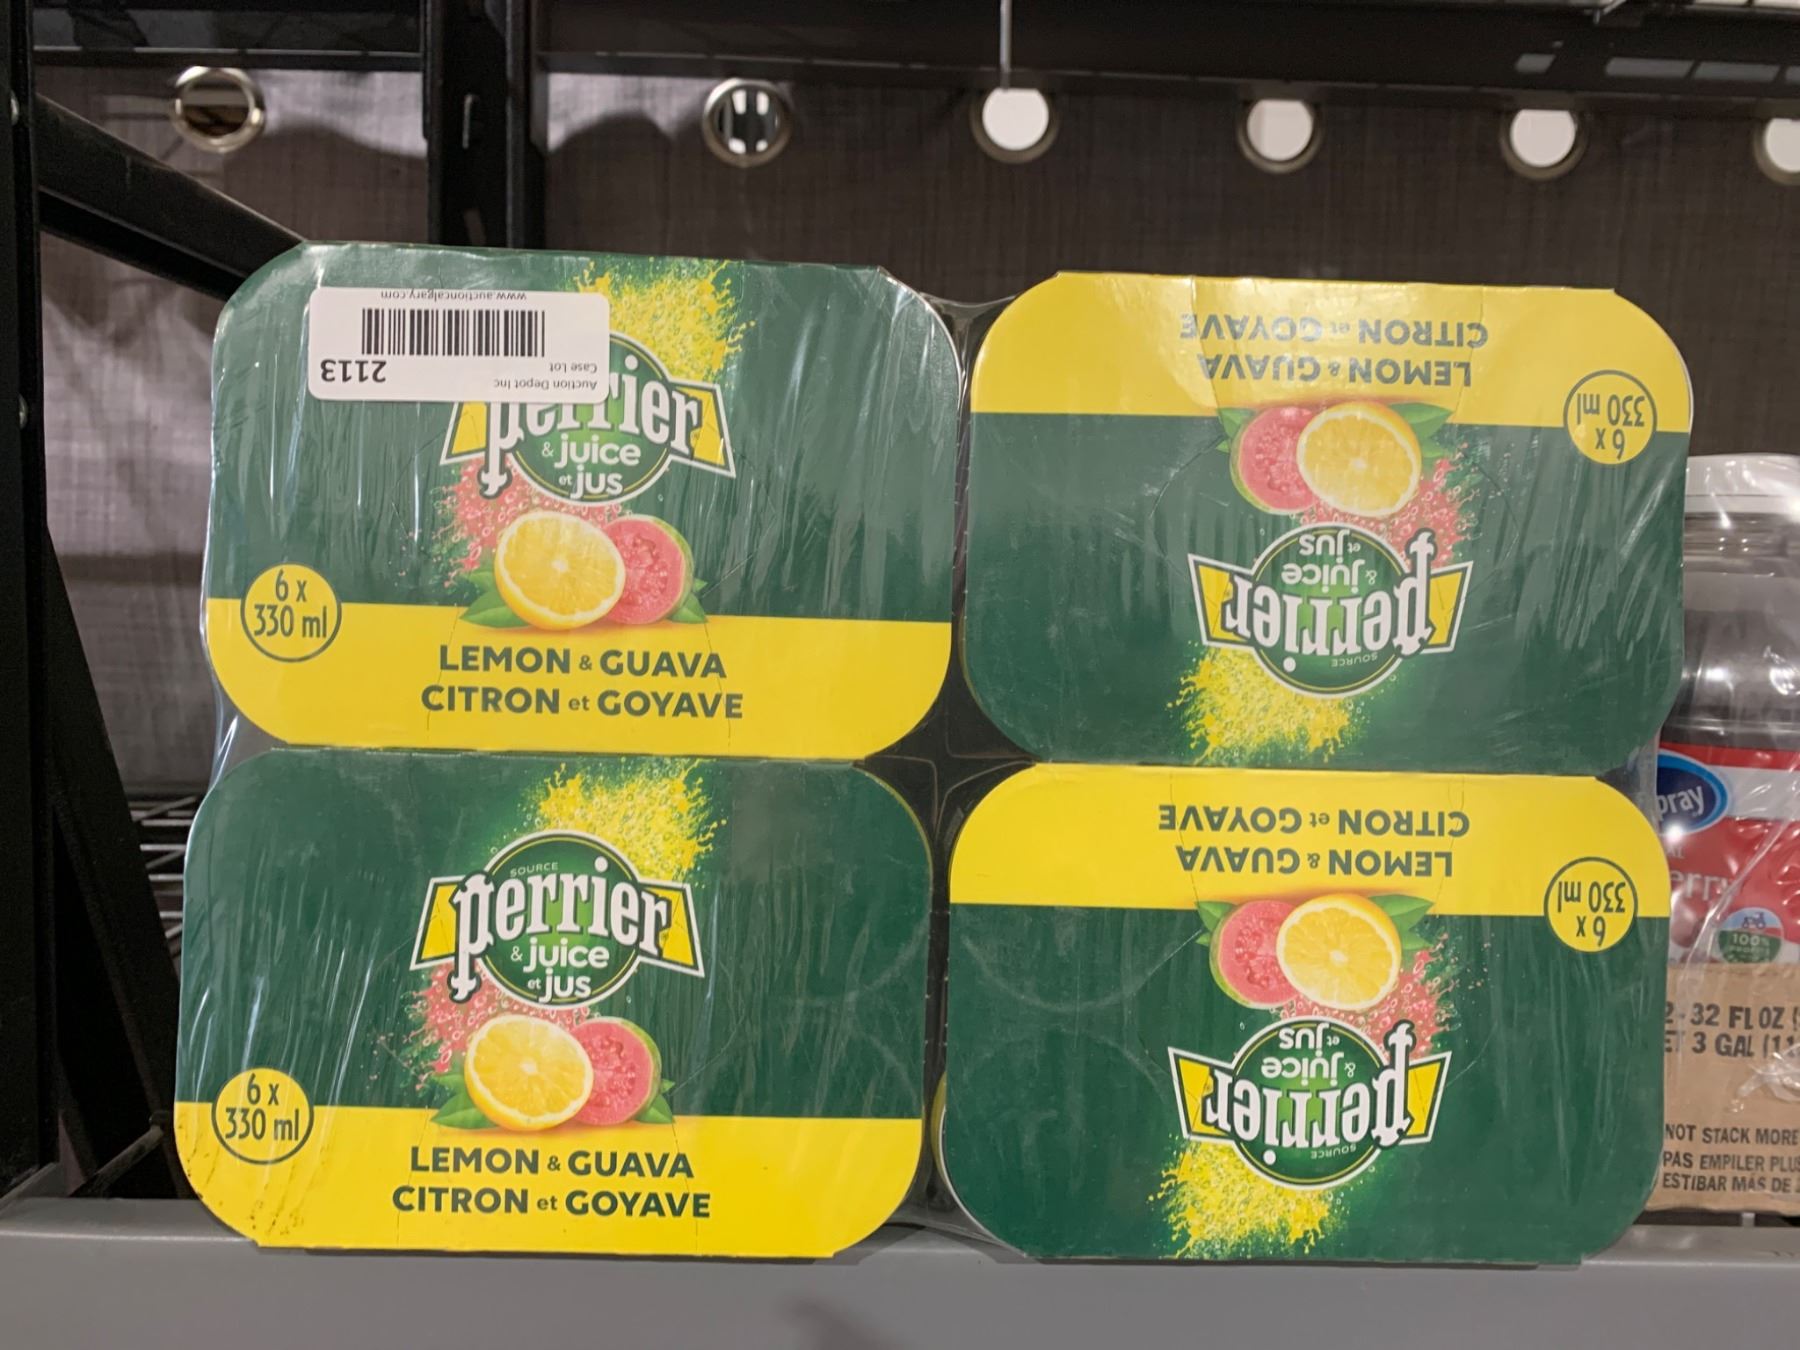 www.auctioncalgary.com
2113
Case Lot
Auction Depot Inc
perrier
& juice
et jus
6 x
330 ml
LEMON & GUAVA
CITRON et GOYAVE
LEMON & GUAVA
CITRON et GOYAVE
6 x
330 ml
SOURCE
perrier
& juice
et jus
SOURCE
perrier
& juice
et jus
6 x
330 ml
LEMON & GUAVA
CITRON et GOYAVE
LEMON & GUAVA
CITRON et GOYAVE
6 x
330 ml
SOURCE
perrier
& juice
et jus
pray
100%
32 FL OZ
3 GAL
NOT STACK MORE
PAS EMPILER PLUS
ESTIBAR MÁS DE